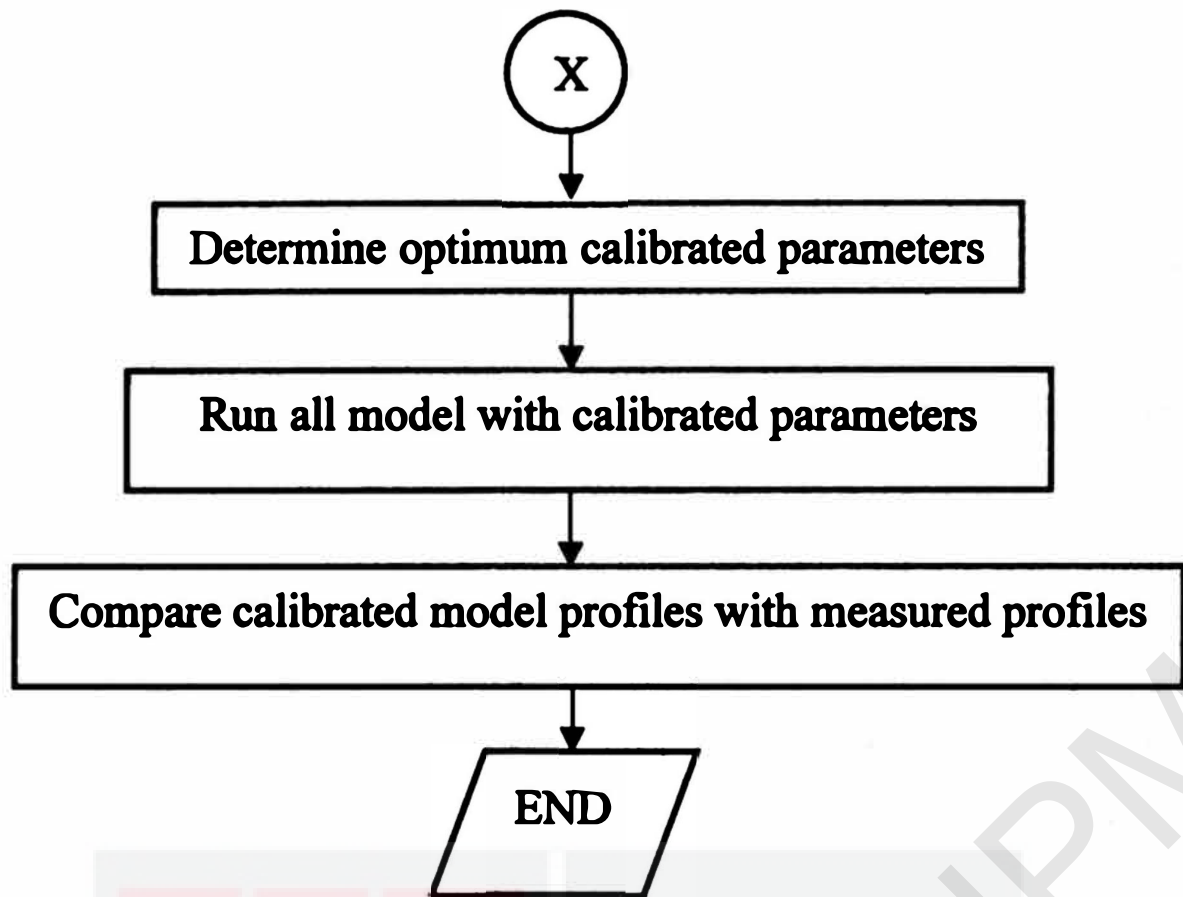 X
Determine optimum calibrated parameters
Run all model with calibrated parameters
Compare calibrated model profiles with measured profiles
END